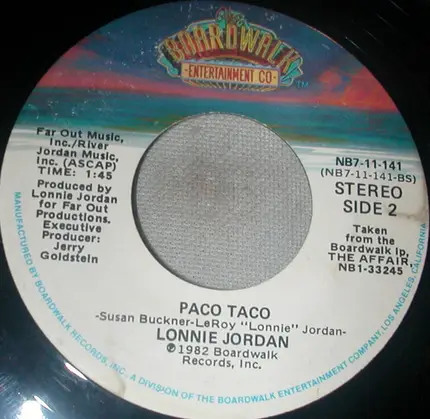 The
BOARDWALK
ENTERTAINMENT CO
TM
Far Out Music,
Inc./River
Jordan Music,
Inc. (ASCAP)
TIME: 1:45
Produced by
Lonnie Jordan
for Far Out
Productions.
Executive
Producer:
Jerry
Goldstein
NB7-11-141
(NB7-11-141-BS)
STEREO
SIDE 2
Taken
from the
Boardwalk lp,
THE AFFAIR,
NB1-33245
PACO TACO
-Susan Buckner-LeRoy "Lonnie" Jordan-
LONNIE JORDAN
℗1982 Boardwalk
Records, Inc.
MANUFACTURED BY BOARDWALK RECORDS, INC. A DIVISION OF THE BOARDWALK ENTERTAINMENT COMPANY, LOS ANGELES, CALIFORNIA